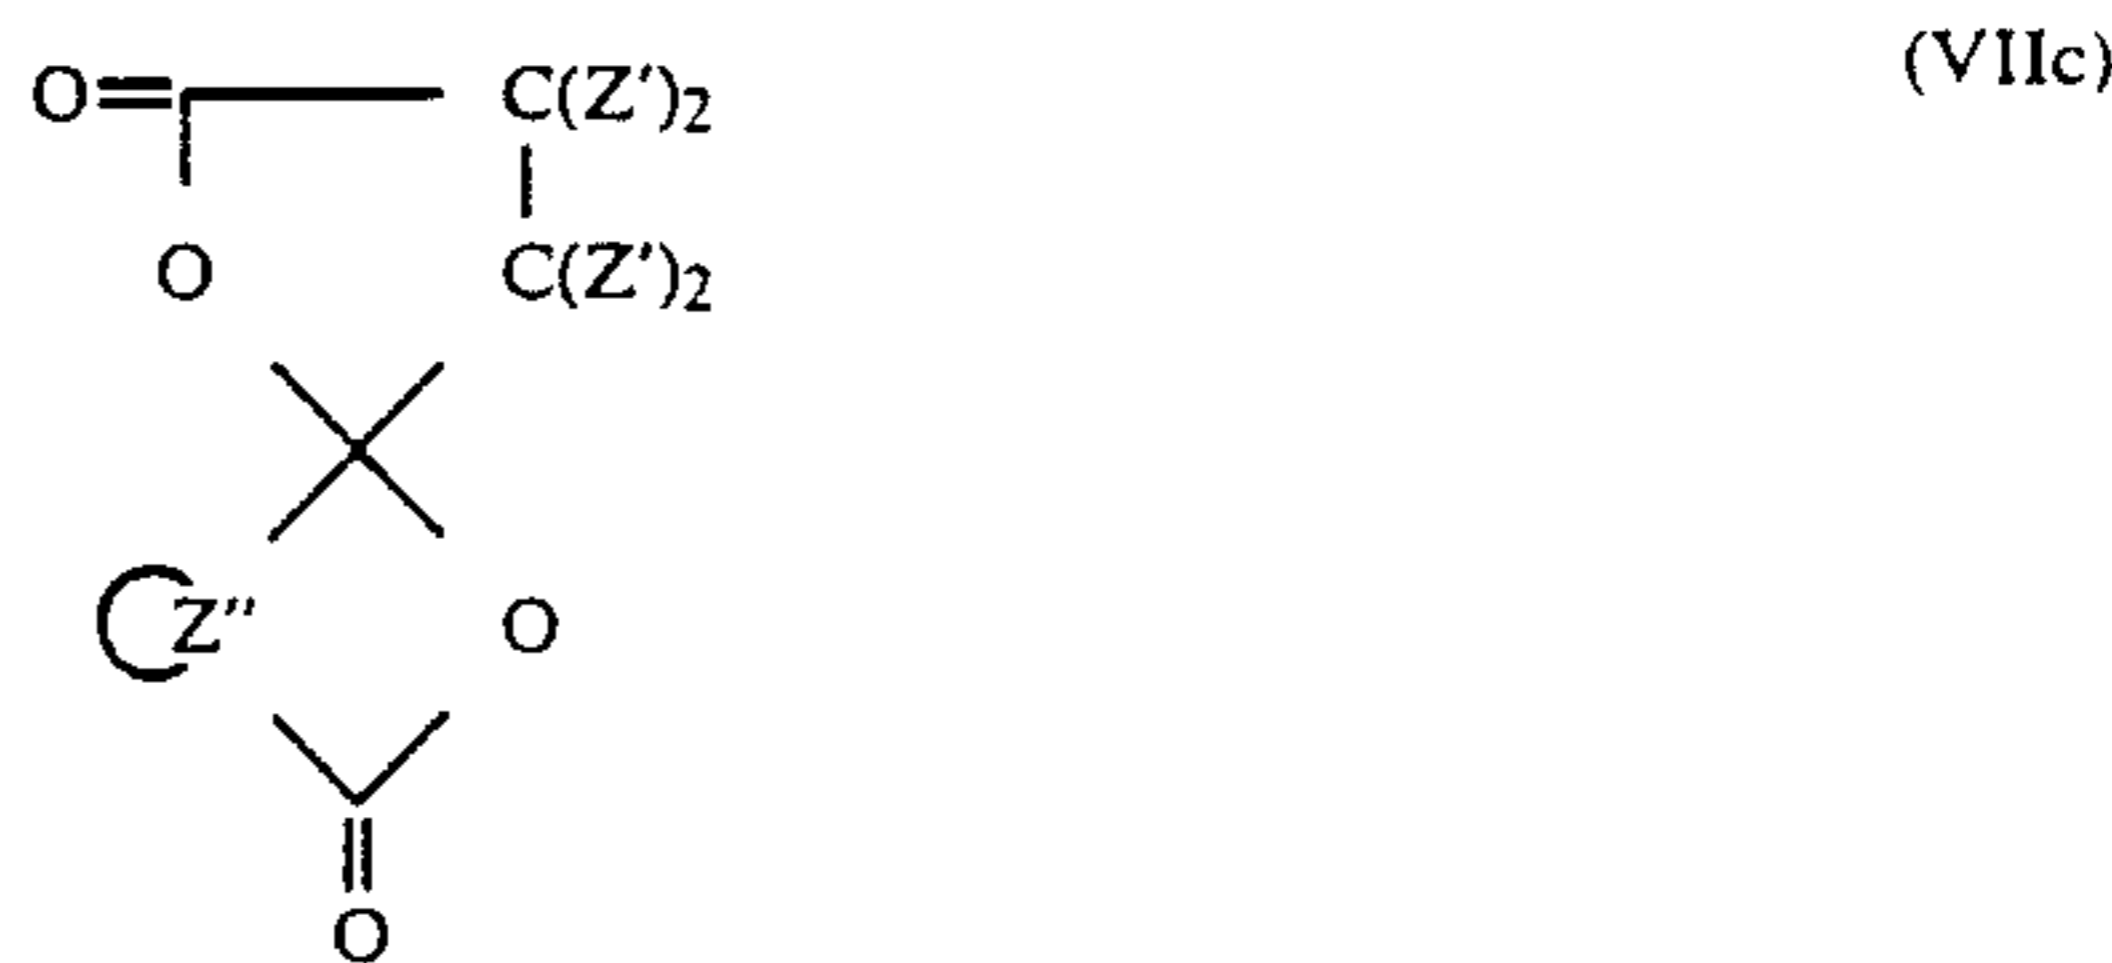 O=C(Z')₂ (VIIc)
O C(Z')₂
Z" O
O